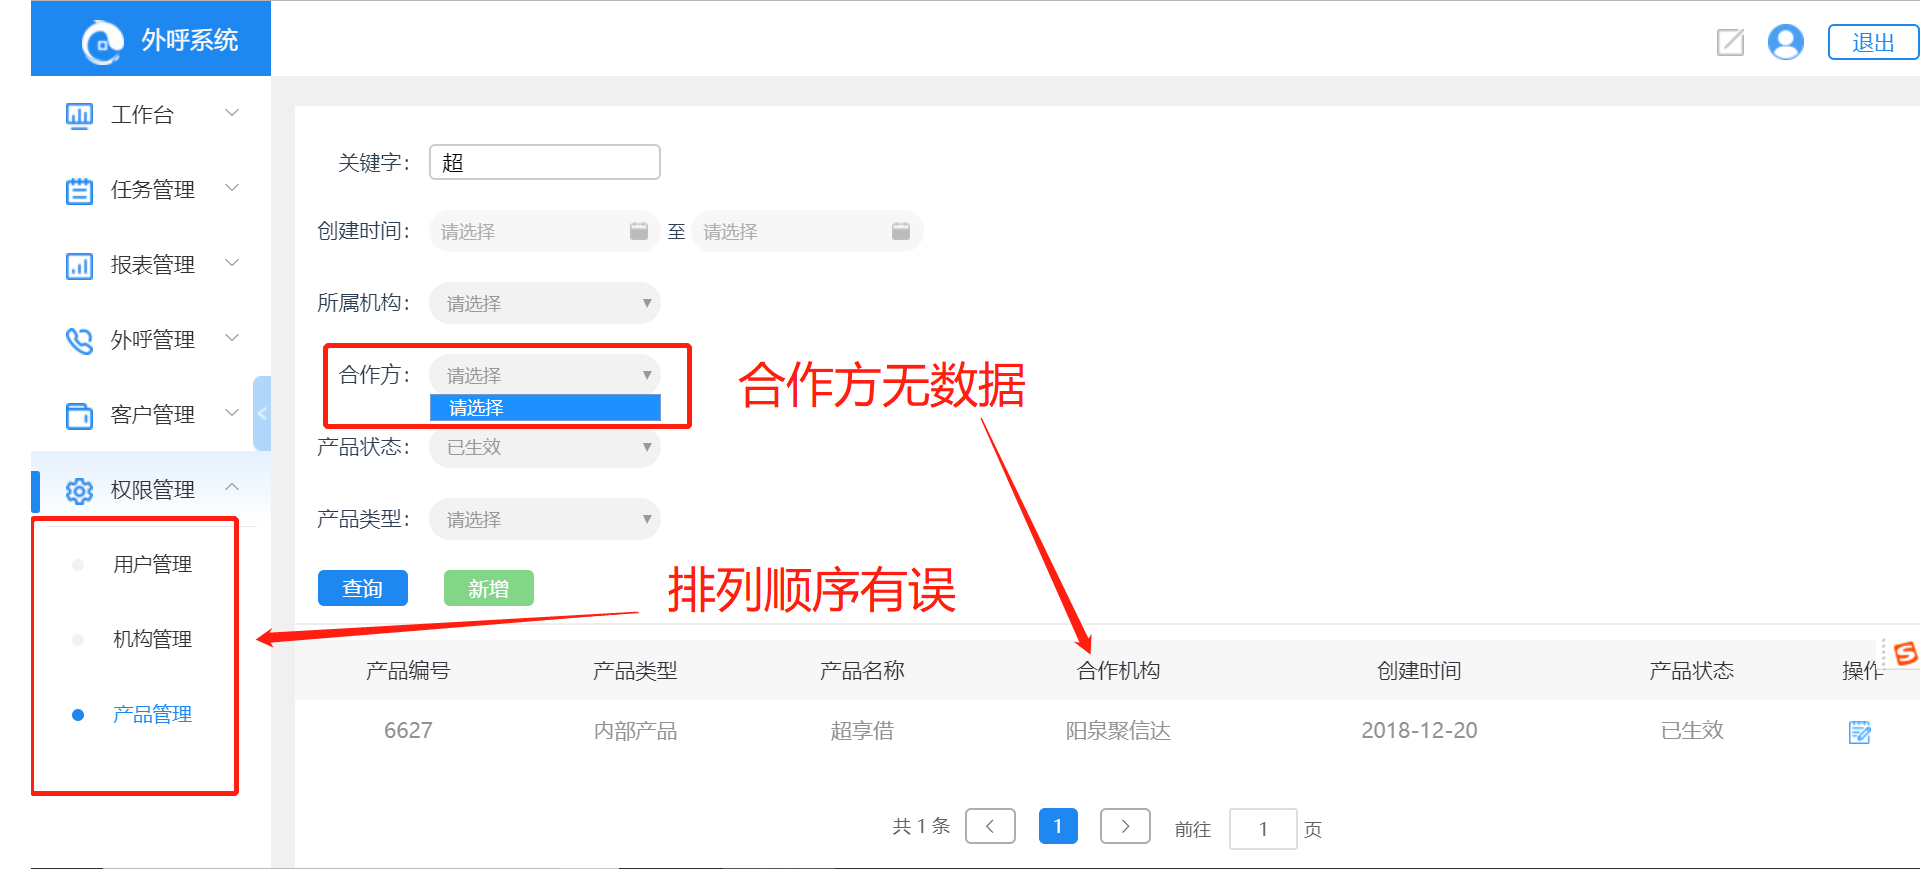 外呼系统
退出
工作台
任务管理
报表管理
外呼管理
客户管理
权限管理
用户管理
机构管理
产品管理
关键字： 超
创建时间： 请选择 至 请选择
所属机构： 请选择
合作方： 请选择
请选择
合作方无数据
产品状态： 已生效
产品类型： 请选择
查询 新增
排列顺序有误
产品编号 产品类型 产品名称 合作机构 创建时间 产品状态 操作
6627 内部产品 超享借 阳泉聚信达 2018-12-20 已生效
共 1 条 < 1 > 前往 1 页